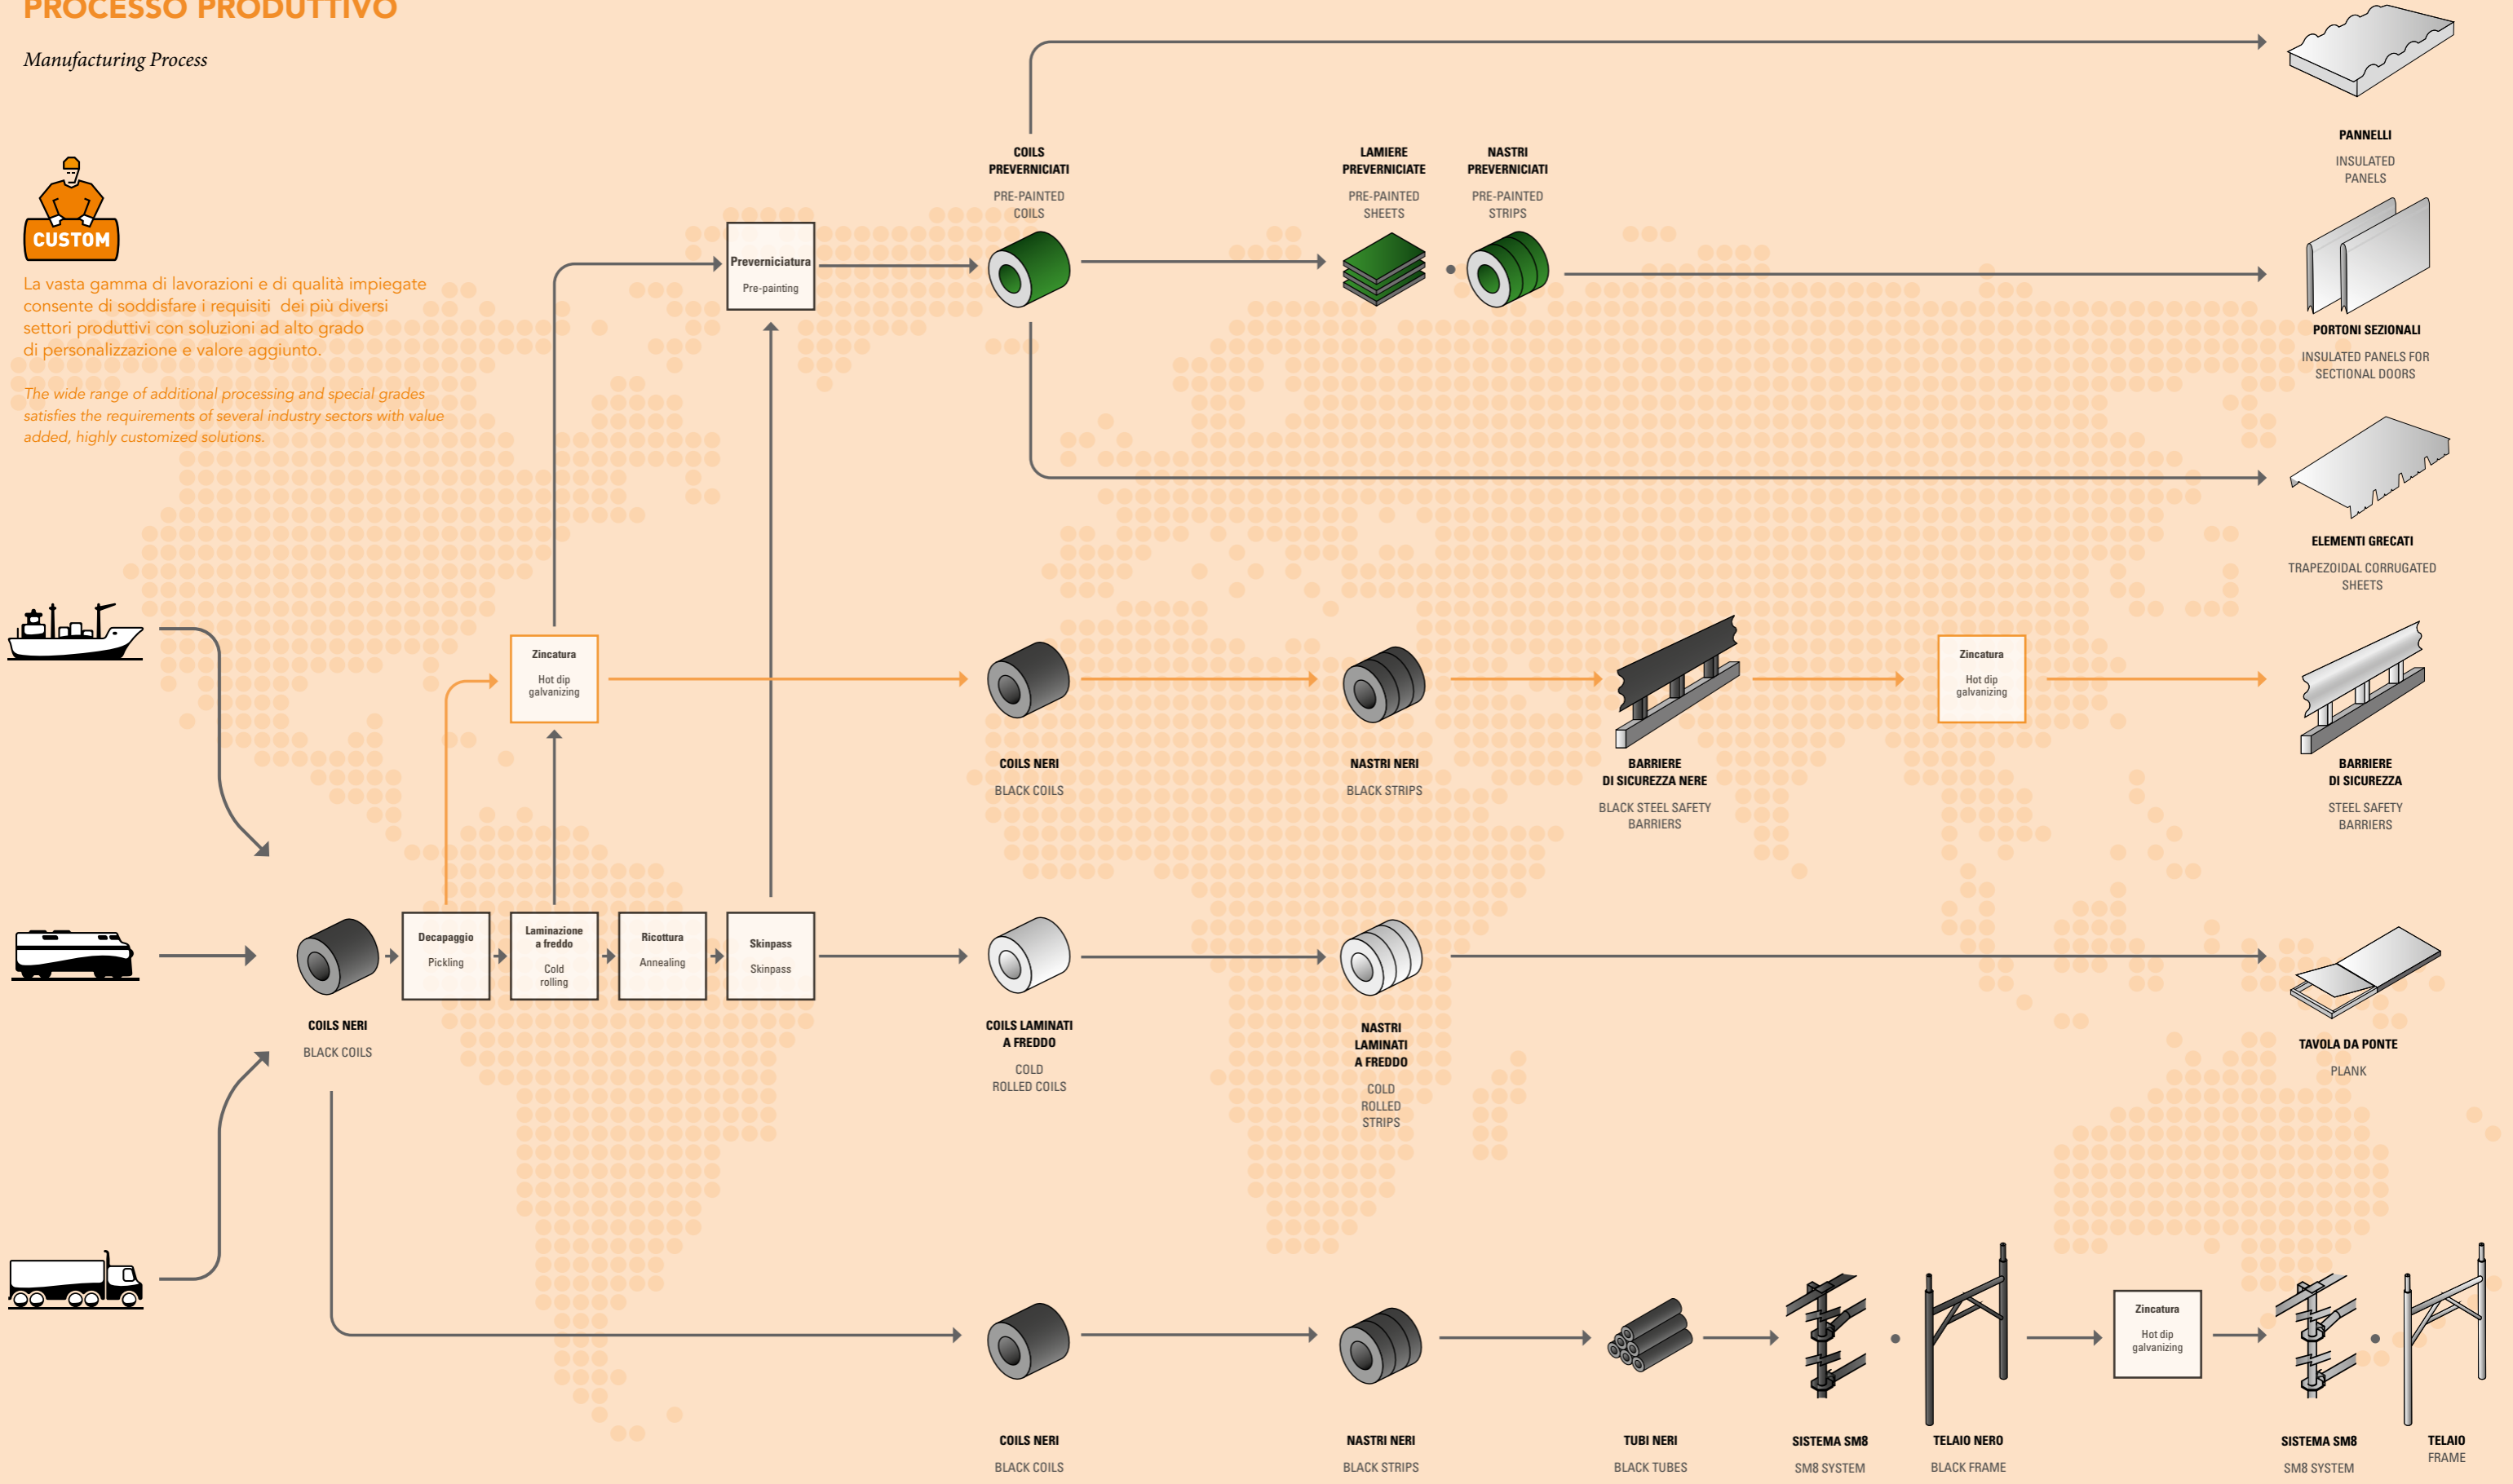 PROCESSO PRODUTTIVO
Manufacturing Process
CUSTOM
La vasta gamma di lavorazioni e di qualità impiegate
consente di soddisfare i requisiti dei più diversi
settori produttivi con soluzioni ad alto grado
di personalizzazione e valore aggiunto.
The wide range of additional processing and special grades
satisfies the requirements of several industry sectors with value
added, highly customized solutions.
PANNELLI
INSULATED
PANELS
COILS
PREVERNICIATI
PRE-PAINTED
COILS
LAMIERE
PREVERNICIATE
PRE-PAINTED
SHEETS
NASTRI
PREVERNICIATI
PRE-PAINTED
STRIPS
Preverniciatura
Pre-painting
PORTONI SEZIONALI
INSULATED PANELS FOR
SECTIONAL DOORS
ELEMENTI GRECATI
TRAPEZOIDAL CORRUGATED
SHEETS
Zincatura
Hot dip
galvanizing
COILS NERI
BLACK COILS
NASTRI NERI
BLACK STRIPS
BARRIERE
DI SICUREZZA NERE
BLACK STEEL SAFETY
BARRIERS
Zincatura
Hot dip
galvanizing
BARRIERE
DI SICUREZZA
STEEL SAFETY
BARRIERS
COILS NERI
BLACK COILS
Decapaggio
Pickling
Laminazione
a freddo
Cold
rolling
Ricottura
Annealing
Skinpass
Skinpass
COILS LAMINATI
A FREDDO
COLD
ROLLED COILS
NASTRI
LAMINATI
A FREDDO
COLD
ROLLED
STRIPS
TAVOLA DA PONTE
PLANK
COILS NERI
BLACK COILS
NASTRI NERI
BLACK STRIPS
TUBI NERI
BLACK TUBES
SISTEMA SM8
SM8 SYSTEM
TELAIO NERO
BLACK FRAME
Zincatura
Hot dip
galvanizing
SISTEMA SM8
SM8 SYSTEM
TELAIO
FRAME